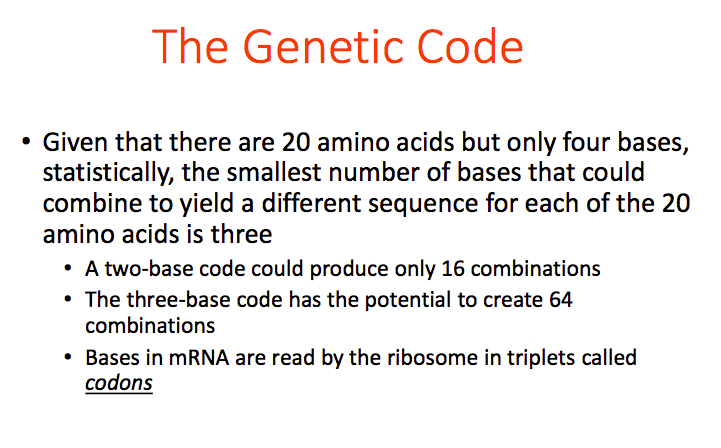 The Genetic Code
• Given that there are 20 amino acids but only four bases,
statistically, the smallest number of bases that could
combine to yield a different sequence for each of the 20
amino acids is three
• A two-base code could produce only 16 combinations
• The three-base code has the potential to create 64
combinations
• Bases in mRNA are read by the ribosome in triplets called
codons